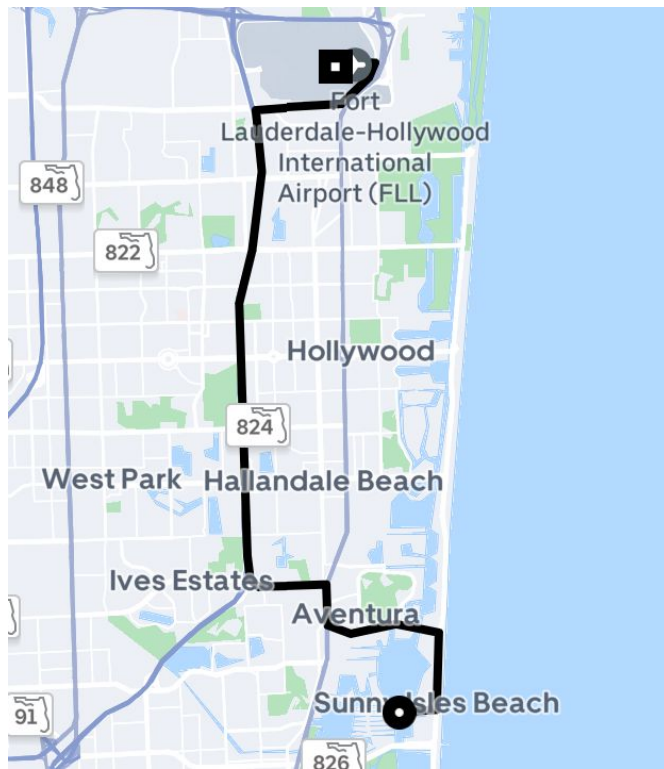 Fort
Lauderdale-Hollywood
International
Airport (FLL)
848
822
Hollywood
824
West Park
Hallandale Beach
Ives Estates
Aventura
Sunny Isles Beach
91
826